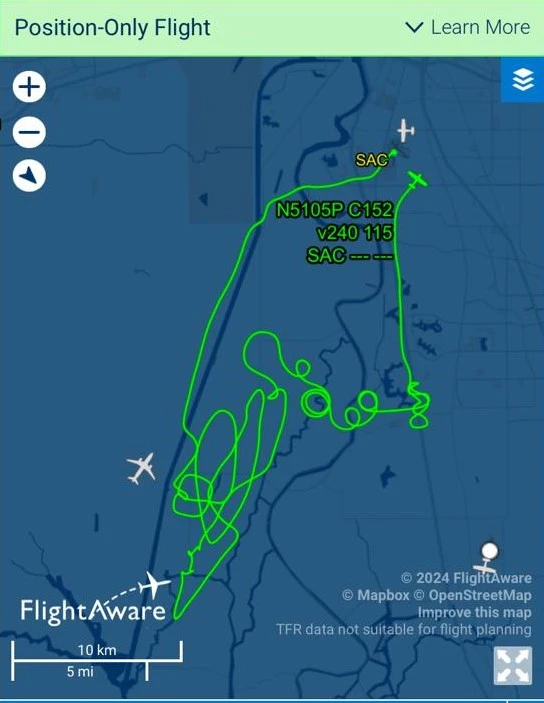 Position-Only Flight
Learn More
SAC
N5105P C152
v240 115
SAC --- ---
© 2024 FlightAware
© Mapbox © OpenStreetMap
Improve this map
TFR data not suitable for flight planning
FlightAware
10 km
5 mi